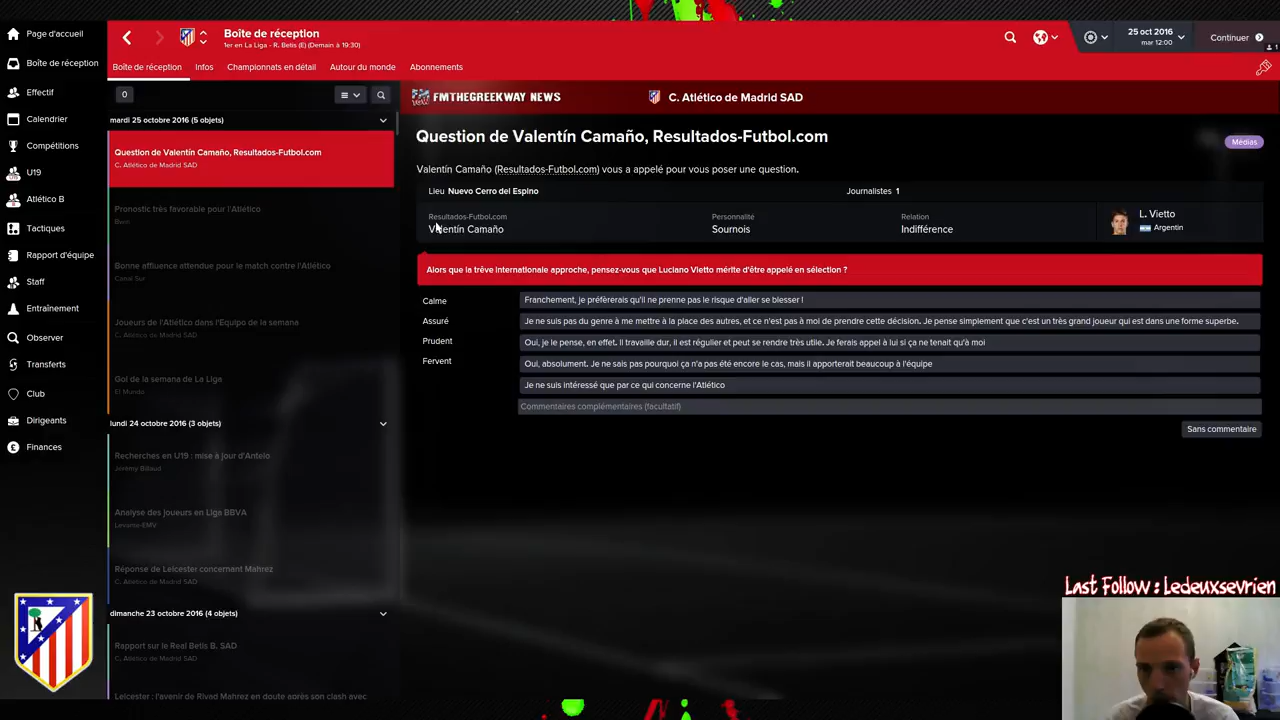 Page d'accueil
Boîte de réception
Effectif
Calendrier
Compétitions
U19
Atlético B
Tactiques
Rapport d'équipe
Staff
Entraînement
Observer
Transferts
Club
Dirigeants
Finances
Boîte de réception
1er en La Liga - R. Betis (E) (Demain à 19:30)
25 oct 2016
mar 12:00
Continuer
1
Boîte de réception
Infos
Championnats en détail
Autour du monde
Abonnements
0
mardi 25 octobre 2016 (5 objets)
Question de Valentín Camaño, Resultados-Futbol.com
C. Atlético de Madrid SAD
Pronostic très favorable pour l'Atlético
Bwin
Bonne affluence attendue pour le match contre l'Atlético
Canal Sur
Joueurs de l'Atlético dans l'Equipo de la semana
C. Atlético de Madrid SAD
Gol de la semana de La Liga
El Mundo
lundi 24 octobre 2016 (3 objets)
Recherches en U19 : mise à jour d'Antelo
Jérémy Billaud
Analyse des joueurs en Liga BBVA
Levante-EMV
Réponse de Leicester concernant Mahrez
C. Atlético de Madrid SAD
dimanche 23 octobre 2016 (4 objets)
Rapport sur le Real Betis B. SAD
C. Atlético de Madrid SAD
Leicester : l'avenir de Riyad Mahrez en doute après son clash avec
FMTHEGREEKWAY NEWS
C. Atlético de Madrid SAD
Question de Valentín Camaño, Resultados-Futbol.com
Médias
Valentín Camaño (Resultados-Futbol.com) vous a appelé pour vous poser une question.
Lieu Nuevo Cerro del Espino
Journalistes 1
Resultados-Futbol.com
Valentín Camaño
Personnalité
Sournois
Relation
Indifférence
L. Vietto
Argentin
Alors que la trêve internationale approche, pensez-vous que Luciano Vietto mérite d'être appelé en sélection ?
Calme
Assuré
Prudent
Fervent
Franchement, je préfèrerais qu'il ne prenne pas le risque d'aller se blesser !
Je ne suis pas du genre à me mettre à la place des autres, et ce n'est pas à moi de prendre cette décision. Je pense simplement que c'est un très grand joueur qui est dans une forme superbe.
Oui, je le pense, en effet. Il travaille dur, il est régulier et peut se rendre très utile. Je ferais appel à lui si ça ne tenait qu'à moi
Oui, absolument. Je ne sais pas pourquoi ça n'a pas été encore le cas, mais il apporterait beaucoup à l'équipe
Je ne suis intéressé que par ce qui concerne l'Atlético
Commentaires complémentaires (facultatif)
Sans commentaire
Last Follow : Ledeuxsevrien